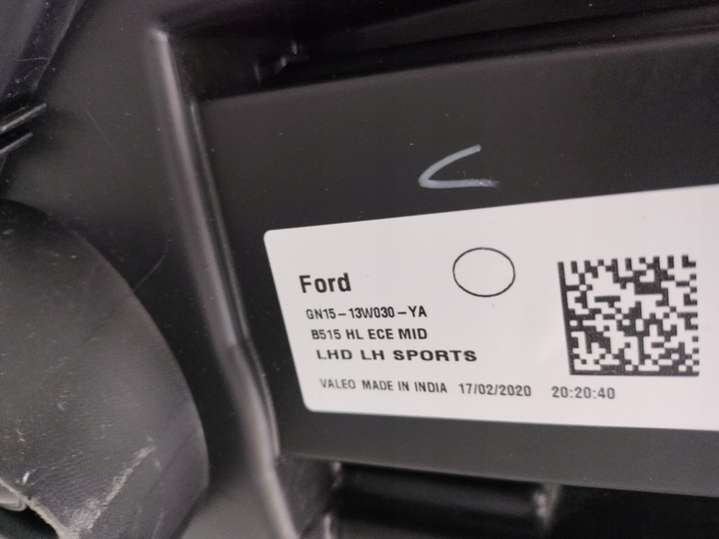 Ford
GN15-13W030-YA
B515 HL ECE MID
LHD LH SPORTS
VALEO MADE IN INDIA 17/02/2020 20:20:40